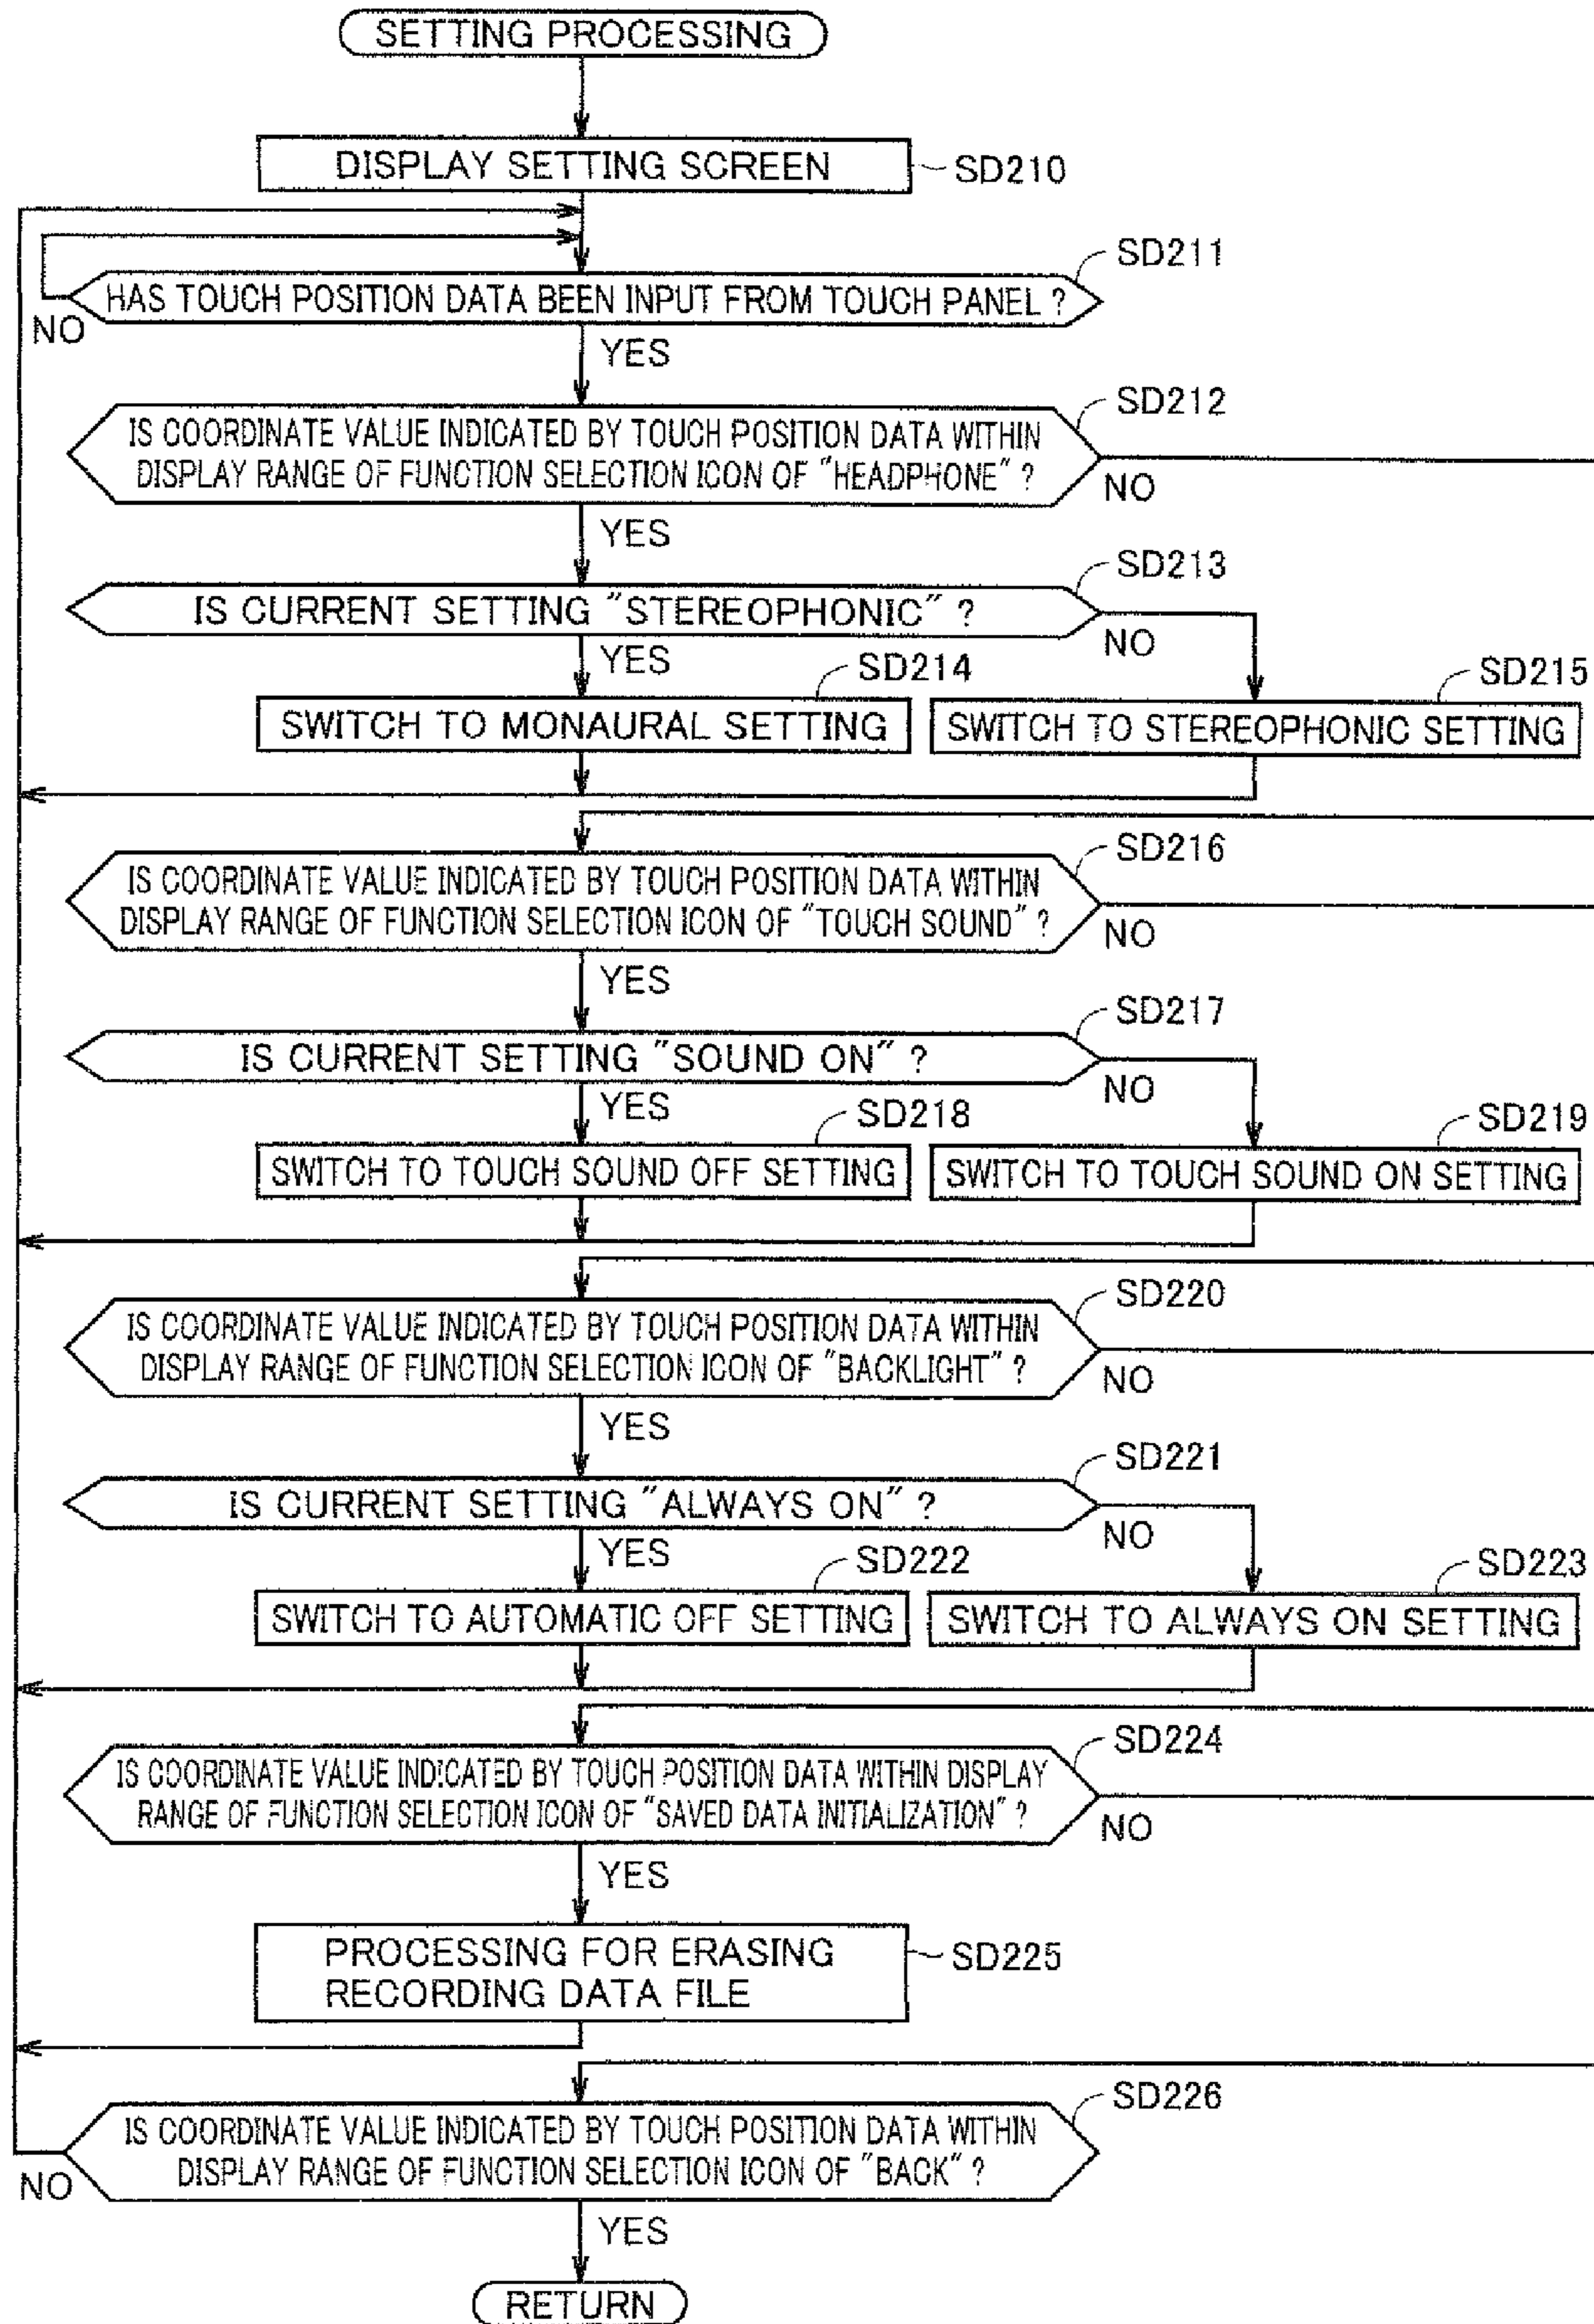 SETTING PROCESSING
DISPLAY SETTING SCREEN
SD210
SD211
HAS TOUCH POSITION DATA BEEN INPUT FROM TOUCH PANEL ?
NO
YES
SD212
IS COORDINATE VALUE INDICATED BY TOUCH POSITION DATA WITHIN
DISPLAY RANGE OF FUNCTION SELECTION ICON OF "HEADPHONE" ?
NO
YES
SD213
IS CURRENT SETTING "STEREOPHONIC" ?
NO
YES
SD214
SD215
SWITCH TO MONAURAL SETTING
SWITCH TO STEREOPHONIC SETTING
SD216
IS COORDINATE VALUE INDICATED BY TOUCH POSITION DATA WITHIN
DISPLAY RANGE OF FUNCTION SELECTION ICON OF "TOUCH SOUND" ?
NO
YES
SD217
IS CURRENT SETTING "SOUND ON" ?
NO
YES
SD218
SD219
SWITCH TO TOUCH SOUND OFF SETTING
SWITCH TO TOUCH SOUND ON SETTING
SD220
IS COORDINATE VALUE INDICATED BY TOUCH POSITION DATA WITHIN
DISPLAY RANGE OF FUNCTION SELECTION ICON OF "BACKLIGHT" ?
NO
YES
SD221
IS CURRENT SETTING "ALWAYS ON" ?
NO
YES
SD222
SD223
SWITCH TO AUTOMATIC OFF SETTING
SWITCH TO ALWAYS ON SETTING
SD224
IS COORDINATE VALUE INDICATED BY TOUCH POSITION DATA WITHIN DISPLAY
RANGE OF FUNCTION SELECTION ICON OF "SAVED DATA INITIALIZATION" ?
NO
YES
PROCESSING FOR ERASING
RECORDING DATA FILE
SD225
SD226
IS COORDINATE VALUE INDICATED BY TOUCH POSITION DATA WITHIN
DISPLAY RANGE OF FUNCTION SELECTION ICON OF "BACK" ?
NO
YES
RETURN